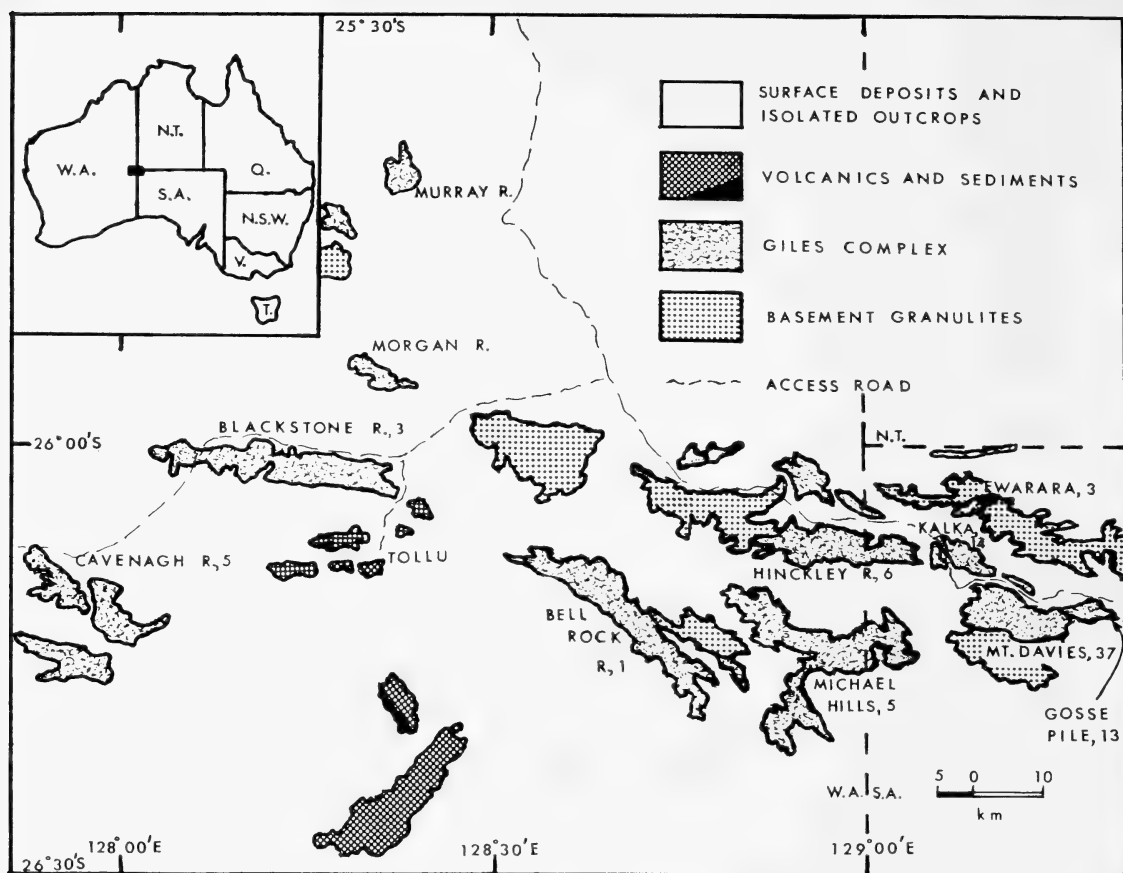 25°30'S
W.A.
N.T.
Q.
S.A.
N.S.W.
V.
T.
SURFACE DEPOSITS AND
ISOLATED OUTCROPS
VOLCANICS AND SEDIMENTS
GILES COMPLEX
BASEMENT GRANULITES
ACCESS ROAD
MURRAY R.
MORGAN R.
BLACKSTONE R., 3
26°00'S
N.T.
EWARARA, 3
KALKA
CAVENAGH R., 5
TOLLU
HINCKLEY R., 6
BELL
ROCK
R., 1
MT. DAVIES, 37
MICHAEL
HILLS, 5
GOSSE
PILE, 13
W.A. S.A.
5 0 10
km
26°30'S
128°00'E
128°30'E
129°00'E